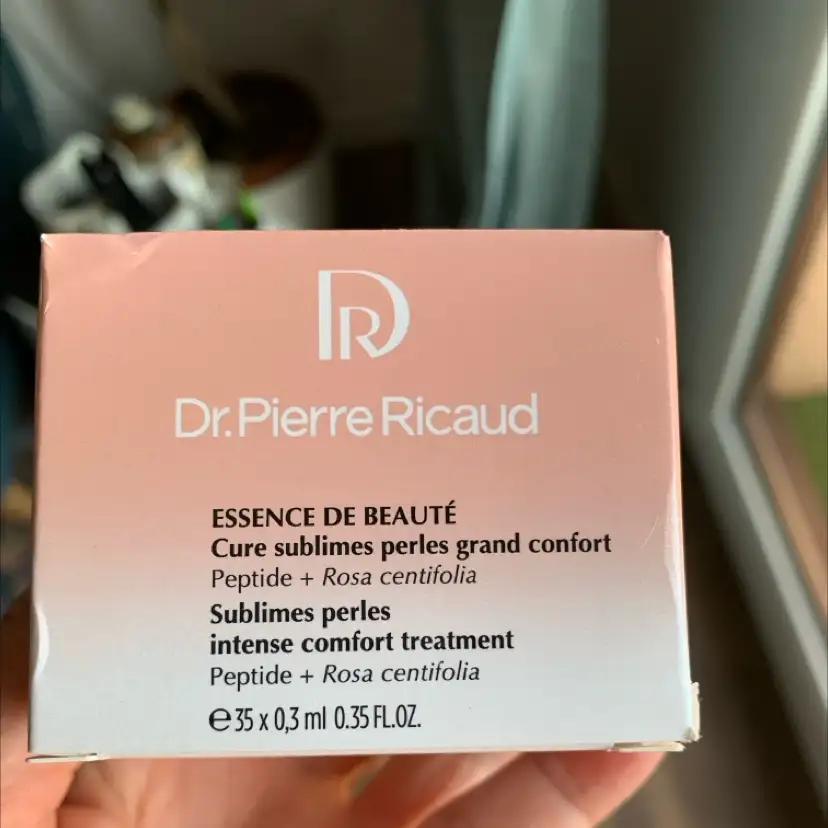 DR
Dr.Pierre Ricaud
ESSENCE DE BEAUTÉ
Cure sublimes perles grand confort
Peptide + Rosa centifolia
Sublimes perles
intense comfort treatment
Peptide + Rosa centifolia
℮ 35 x 0,3 ml 0.35 FL.OZ.